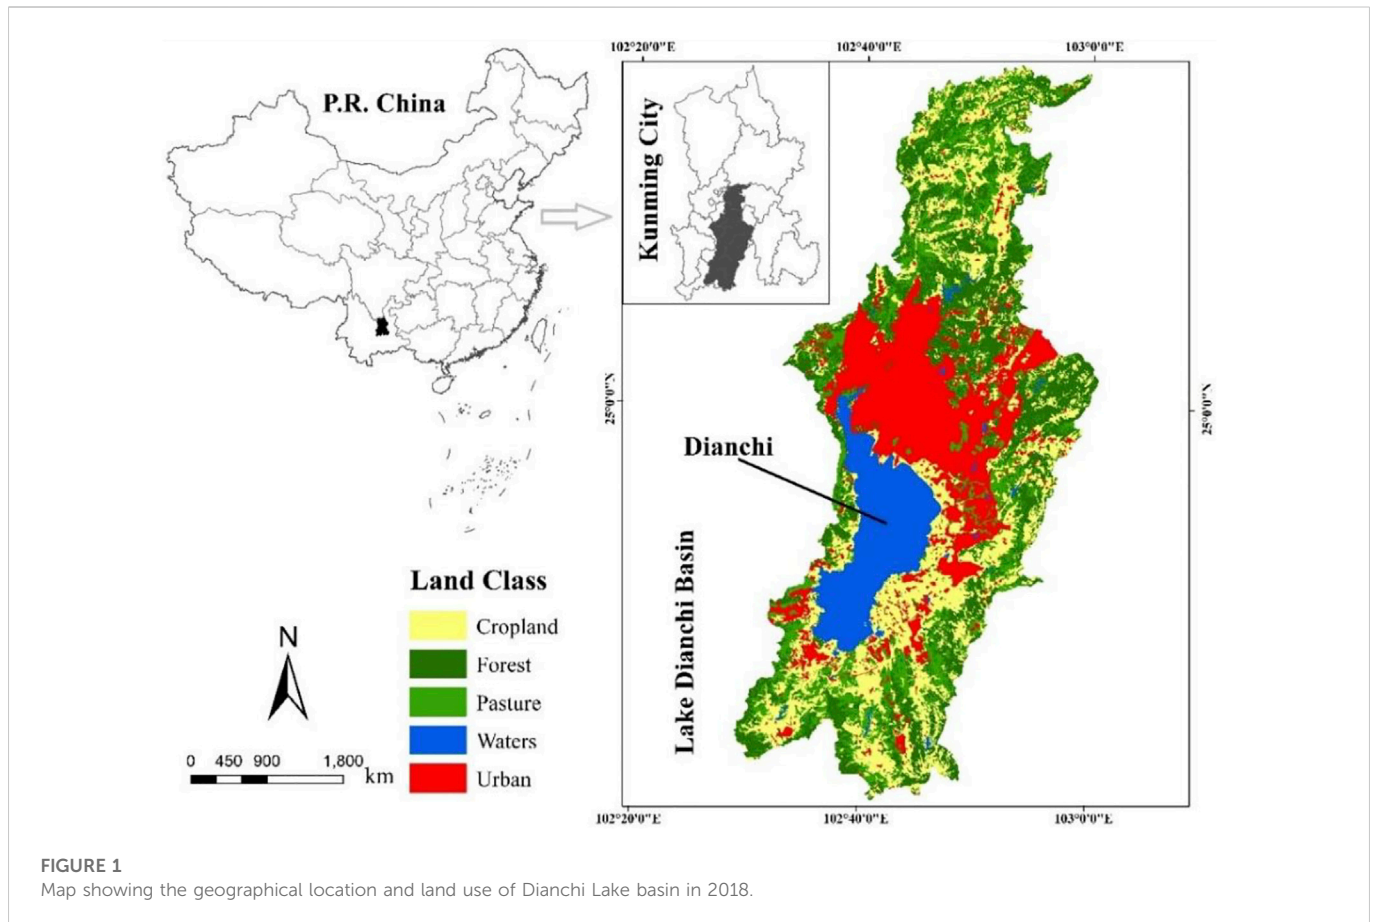 P.R. China
Kunming City
102°20'0"E
102°40'0"E
103°0'0"E
25°0'0"N
25°0'0"N
Dianchi
Lake Dianchi Basin
Land Class
Cropland
Forest
Pasture
Waters
Urban
N
0 450 900 1,800
km
102°20'0"E
102°40'0"E
103°0'0"E
FIGURE 1
Map showing the geographical location and land use of Dianchi Lake basin in 2018.